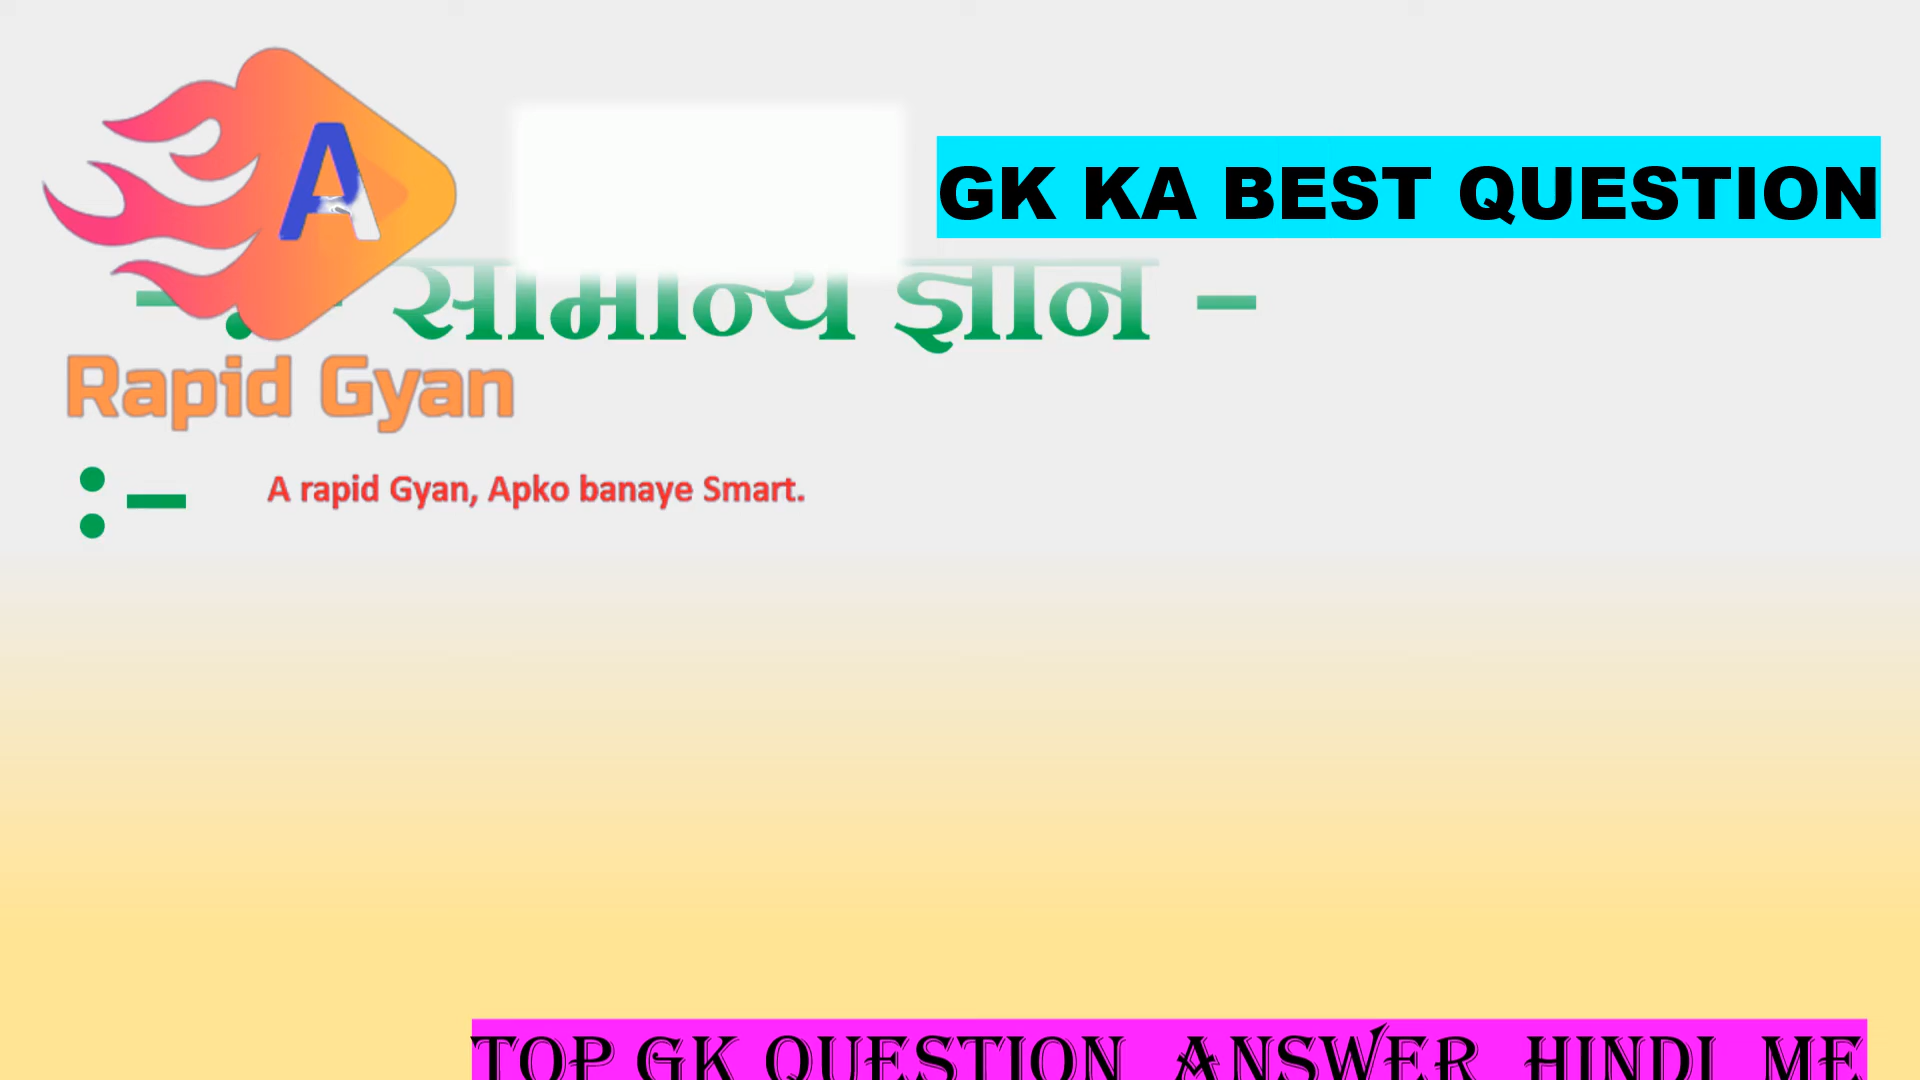 A
GK KA BEST QUESTION
-:- सामान्य ज्ञान -
Rapid Gyan
:-
A rapid Gyan, Apko banaye Smart.
TOP GK QUESTION ANSWER HINDI ME